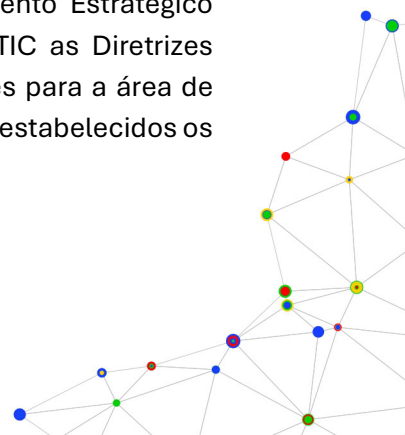 ento Estratégico
TIC as Diretrizes
s para a área de
estabelecidos os